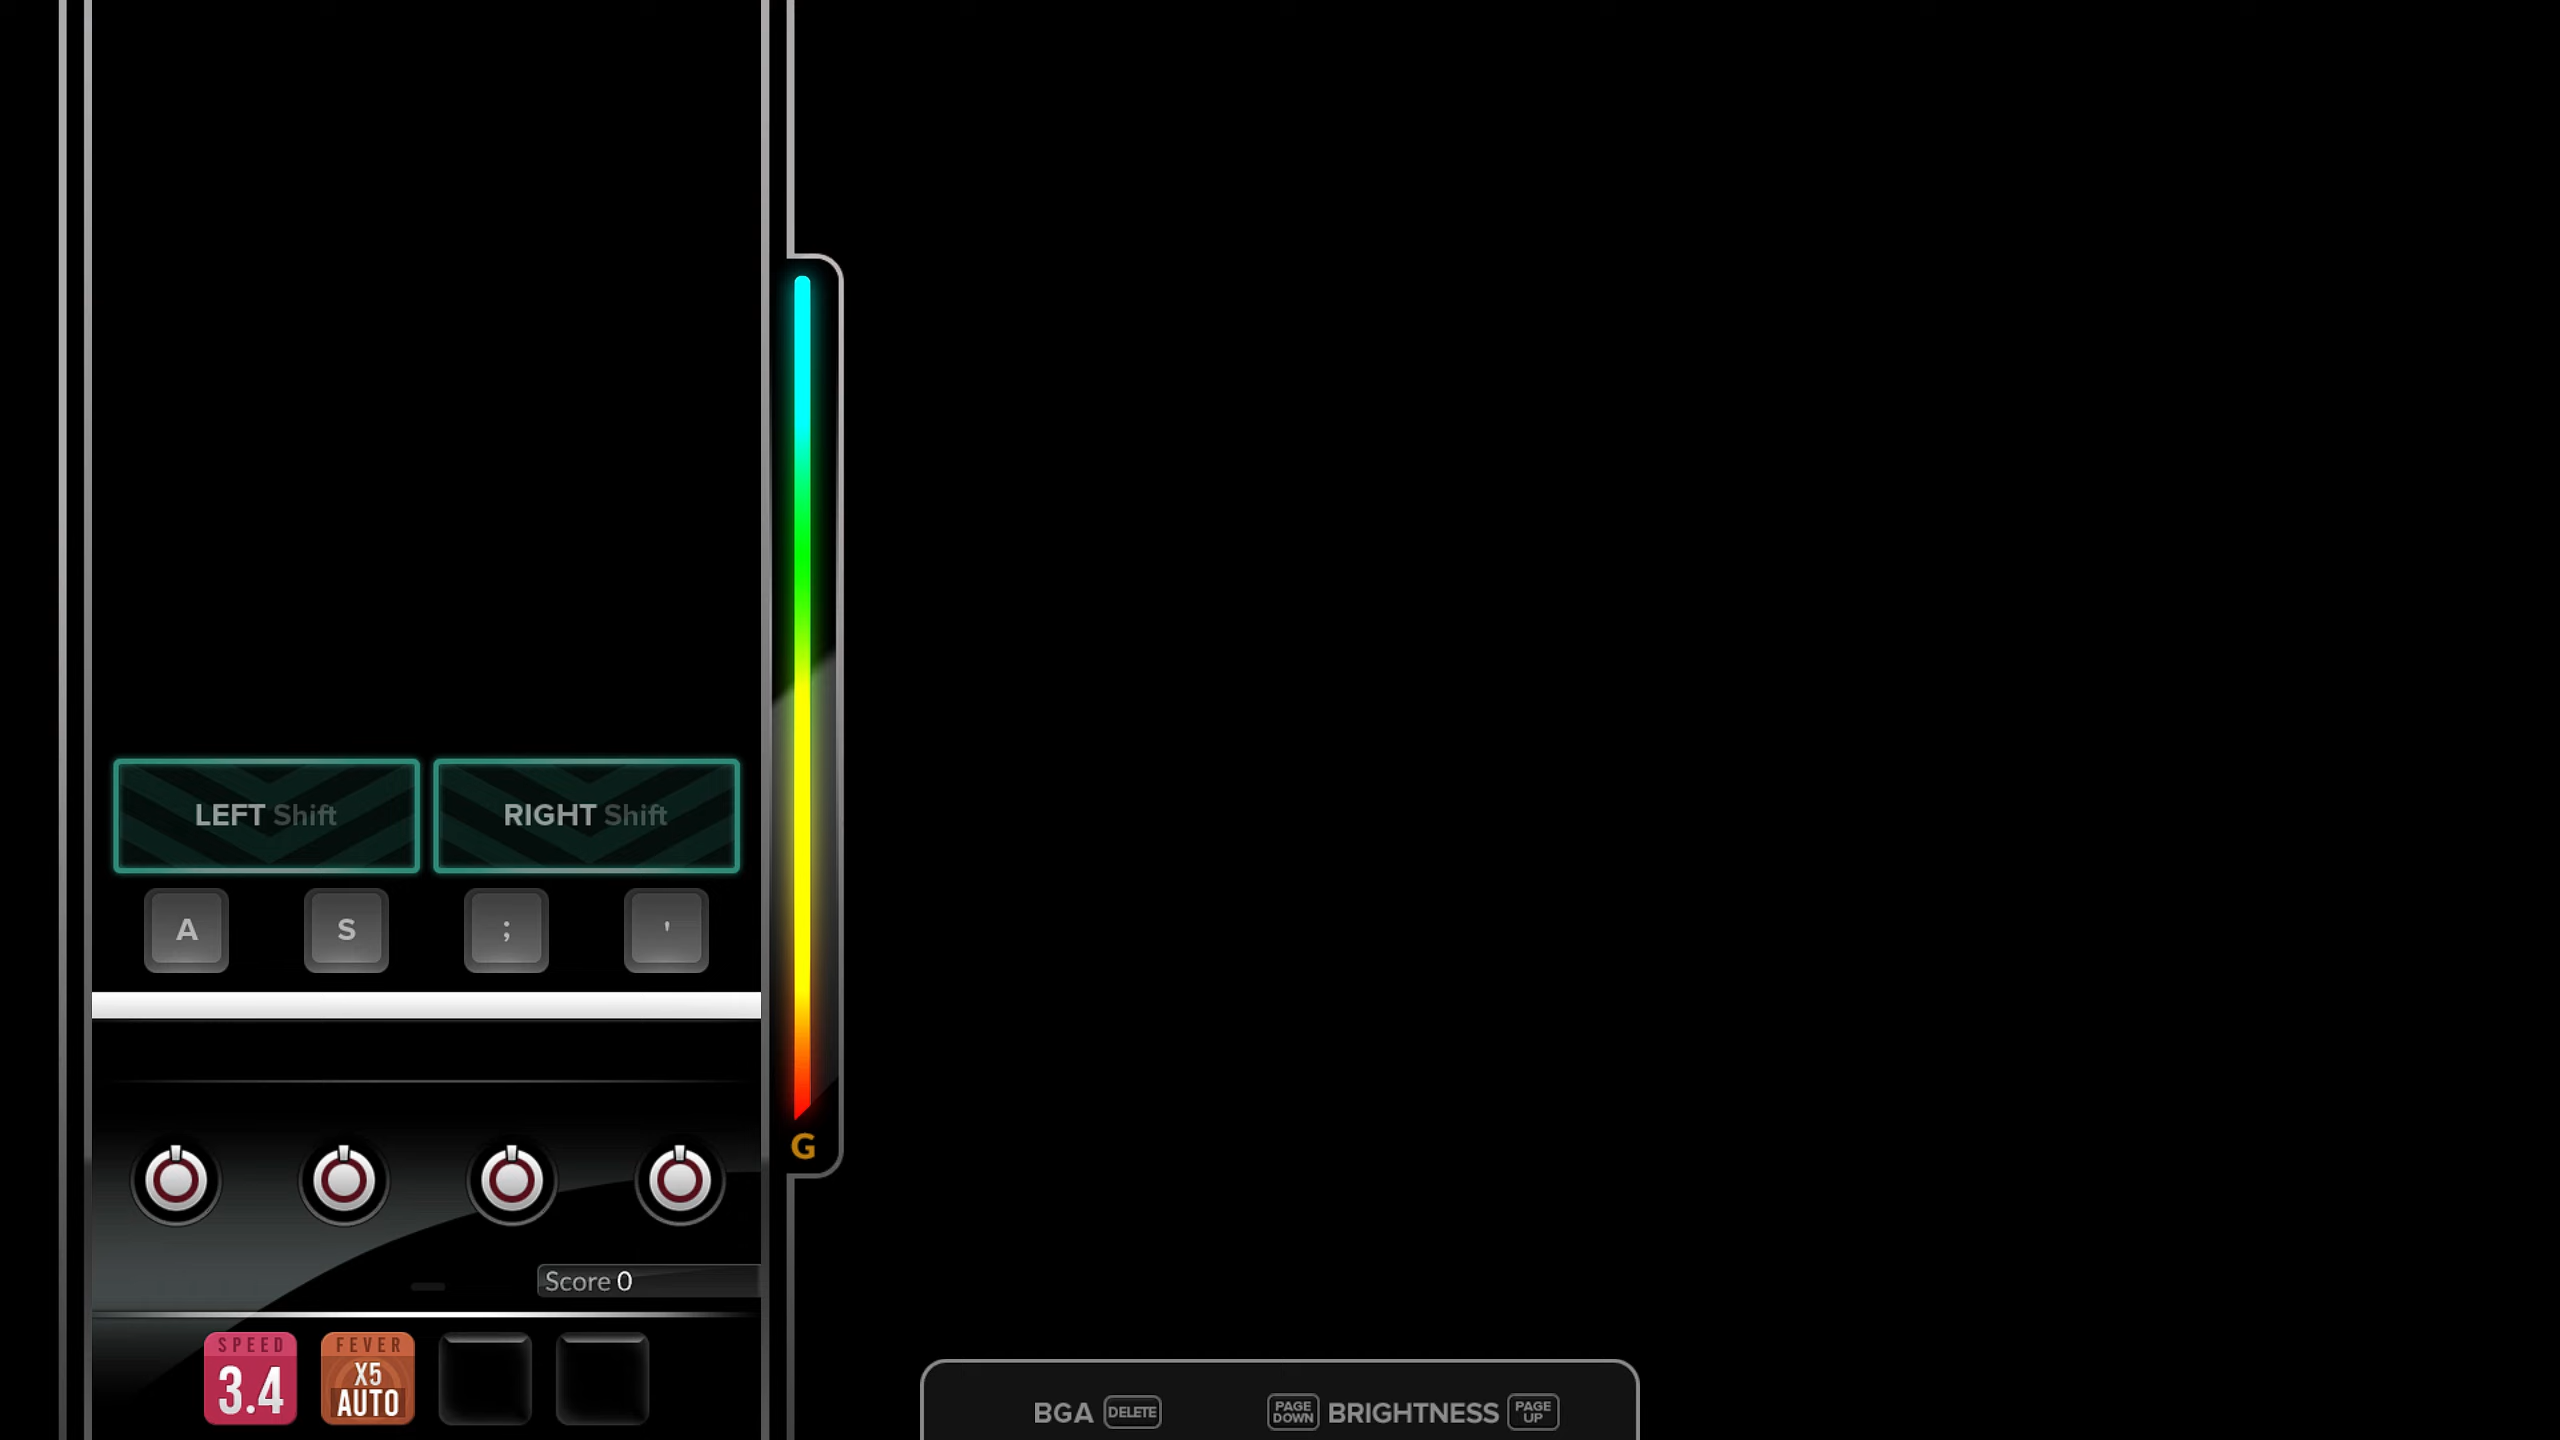 LEFT Shift RIGHT Shift
A S ; '
G
Score 0
SPEED
3.4
FEVER
X5
AUTO
BGA DELETE PAGE DOWN BRIGHTNESS PAGE UP